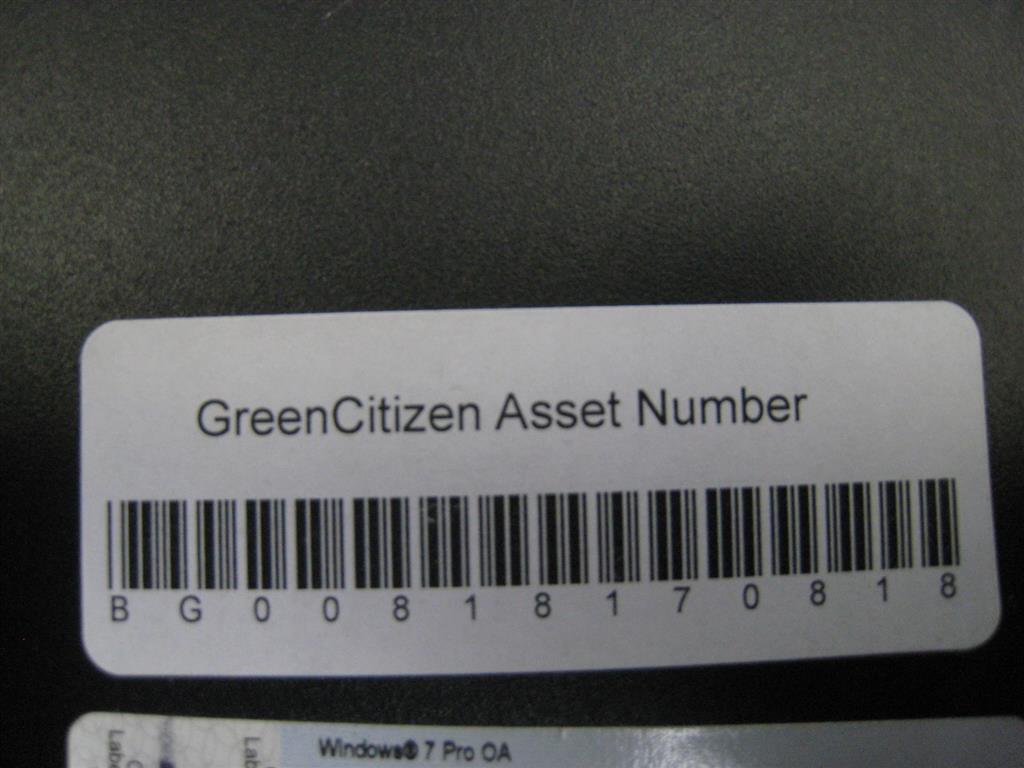 GreenCitizen Asset Number
BG00818170818
Windows® 7 Pro OA